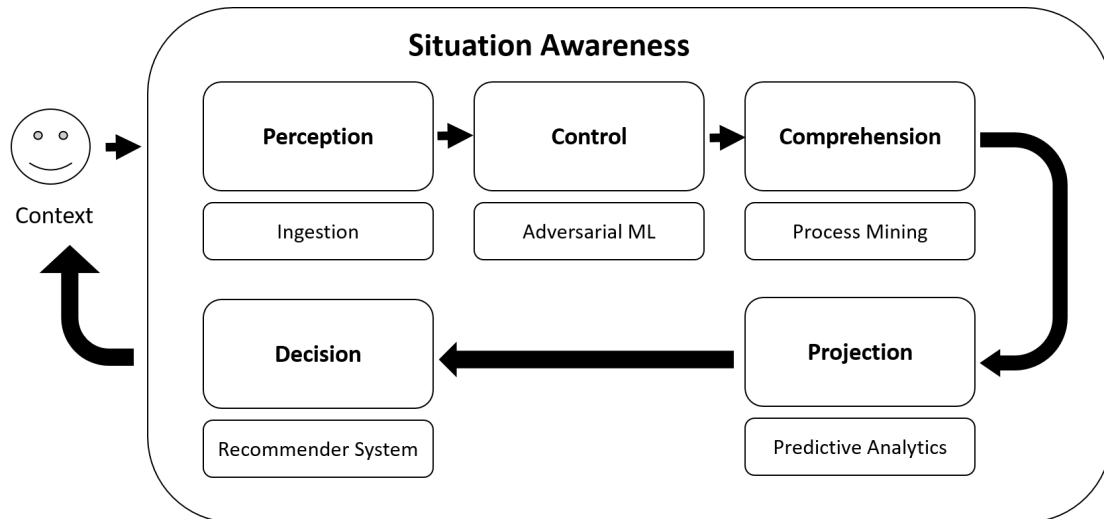 Situation Awareness
Perception
Control
Comprehension
Context
Ingestion
Adversarial ML
Process Mining
Decision
Projection
Recommender System
Predictive Analytics